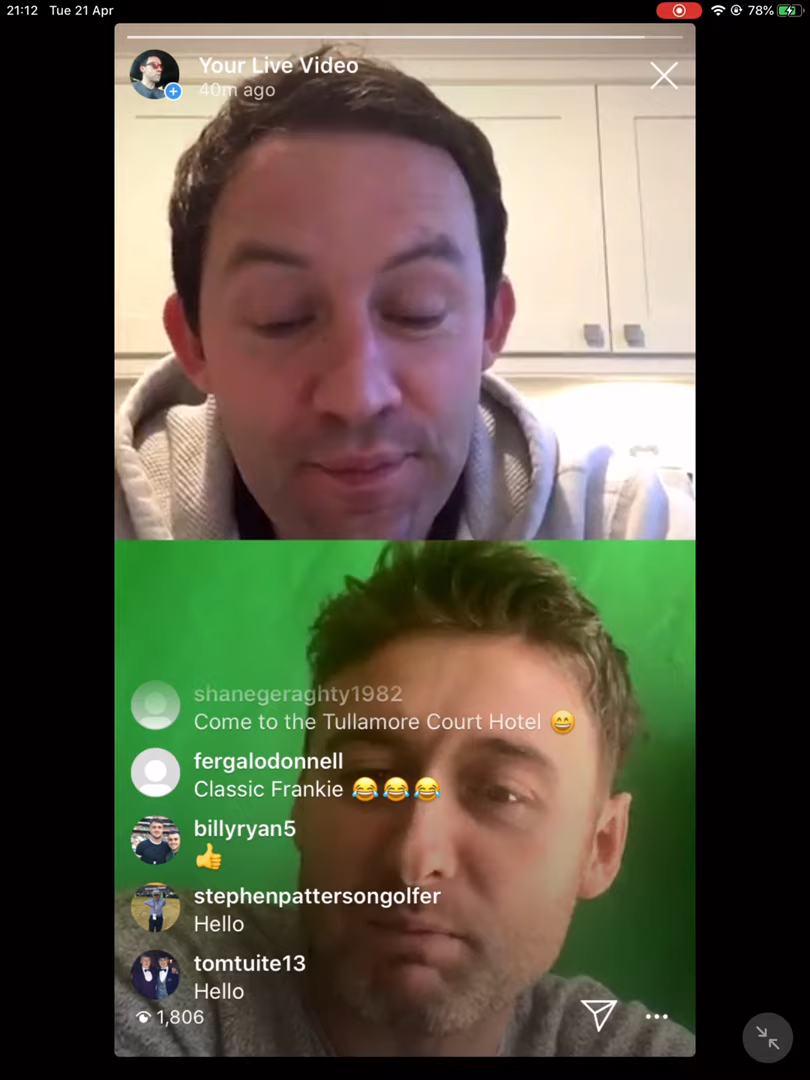 21:12 Tue 21 Apr
78%
Your Live Video
40m ago
shanegeraghty1982
Come to the Tullamore Court Hotel 😄
fergalodonnell
Classic Frankie 😂😂😂
billyryan5
👍
stephenpattersongolfer
Hello
tomtuite13
Hello
1,806